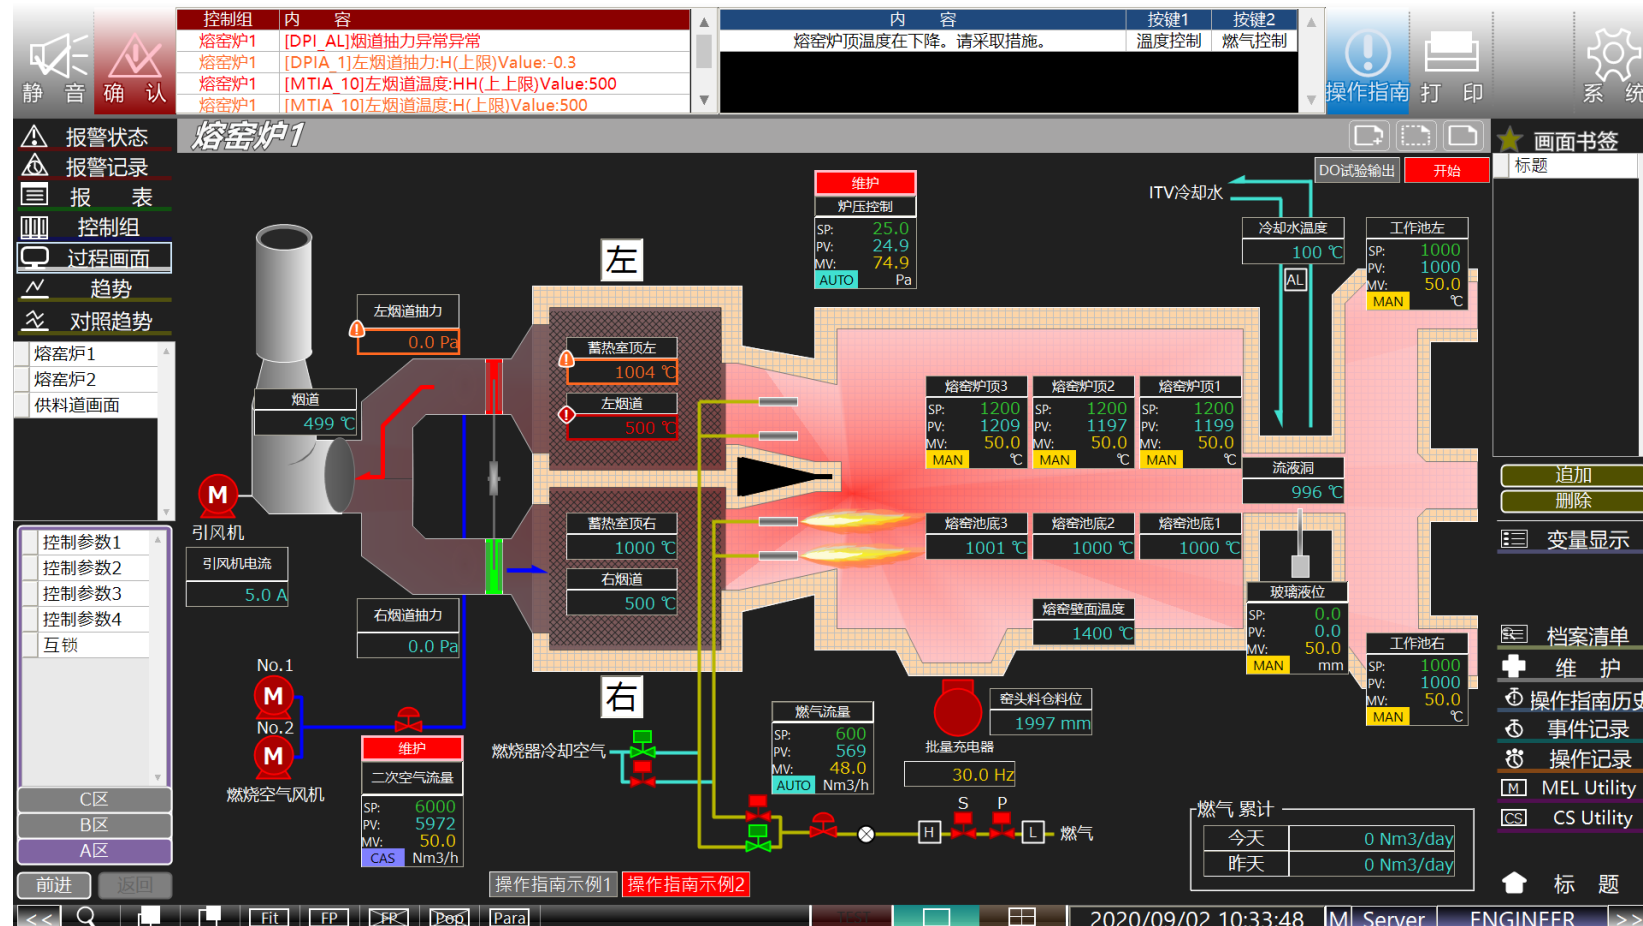 静 音
确 认
控制组 内 容
熔窑炉1 [DPI_AL]烟道抽力异常异常
熔窑炉1 [DPIA_1]左烟道抽力:H(上限)Value:-0.3
熔窑炉1 [MTIA_10]左烟道温度:HH(上上限)Value:500
熔窑炉1 [MTIA_10]左烟道温度:H(上限)Value:500
内 容 按键1 按键2
熔窑炉顶温度在下降。请采取措施。 温度控制 燃气控制
操作指南
打 印
系 统
报警状态
报警记录
报 表
控制组
过程画面
趋势
对照趋势
熔窑炉1
熔窑炉2
供料道画面
控制参数1
控制参数2
控制参数3
控制参数4
互锁
C区
B区
A区
前进 返回
熔窑炉1
DO试验输出 开始
ITV冷却水
维护
炉压控制
SP: 25.0
PV: 24.9
MV: 74.9
AUTO Pa
冷却水温度
100 ℃
AL
工作池左
SP: 1000
PV: 1000
MV: 50.0
MAN ℃
左
左烟道抽力
0.0 Pa
蓄热室顶左
1004 ℃
左烟道
500 ℃
烟道
499 ℃
熔窑炉顶3
SP: 1200
PV: 1209
MV: 50.0
MAN ℃
熔窑炉顶2
SP: 1200
PV: 1197
MV: 50.0
MAN ℃
熔窑炉顶1
SP: 1200
PV: 1199
MV: 50.0
MAN ℃
流液洞
996 ℃
M
引风机
引风机电流
5.0 A
蓄热室顶右
1000 ℃
右烟道
500 ℃
熔窑池底3
1001 ℃
熔窑池底2
1000 ℃
熔窑池底1
1000 ℃
右烟道抽力
0.0 Pa
熔窑壁面温度
1400 ℃
玻璃液位
SP: 0.0
PV: 0.0
MV: 50.0
MAN mm
工作池右
SP: 1000
PV: 1000
MV: 50.0
MAN ℃
No.1
M
No.2
M
燃烧空气风机
右
维护
二次空气流量
SP: 6000
PV: 5972
MV: 50.0
CAS Nm3/h
燃烧器冷却空气
燃气流量
SP: 600
PV: 569
MV: 48.0
AUTO Nm3/h
窑头料仓料位
1997 mm
批量充电器
30.0 Hz
S P
H L 燃气
燃气 累计
今天 0 Nm3/day
昨天 0 Nm3/day
操作指南示例1 操作指南示例2
画面书签
标题
追加
删除
变量显示
档案清单
维 护
操作指南历史
事件记录
操作记录
M MEL Utility
CS CS Utility
标 题
<< Fit FP FP Pop Para TEST 2020/09/02 10:33:48 M Server ENGINEER >>